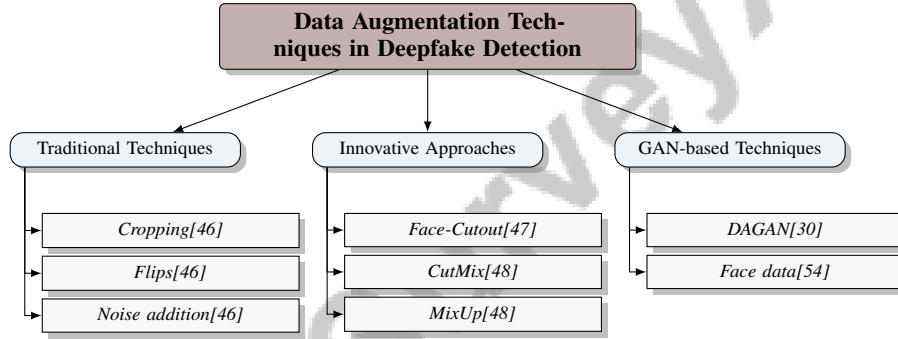 Data Augmentation Tech-
niques in Deepfake Detection
Traditional Techniques
Innovative Approaches
GAN-based Techniques
Cropping[46]
Face-Cutout[47]
DAGAN[30]
Flips[46]
CutMix[48]
Face data[54]
Noise addition[46]
MixUp[48]